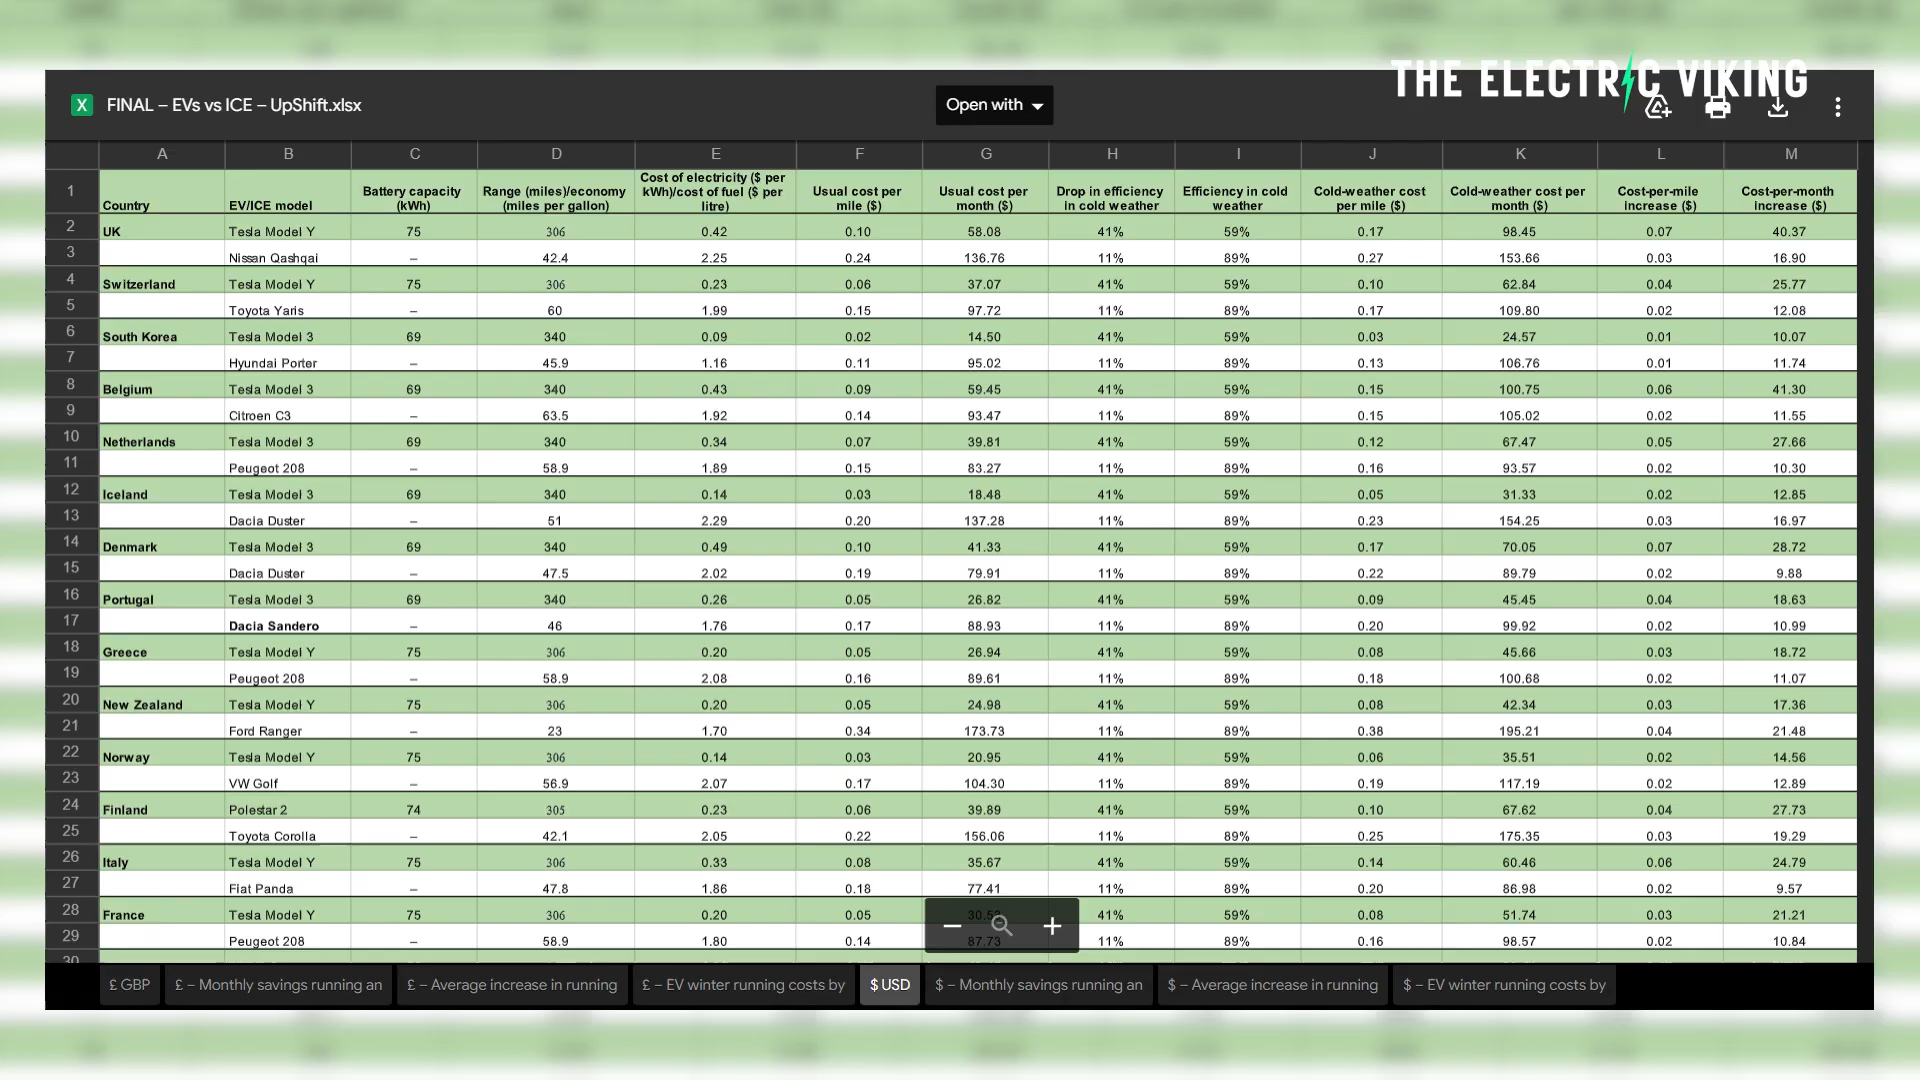 THE ELECTRIC VIKING
X FINAL – EVs vs ICE – UpShift.xlsx Open with
A B C D E F G H I J K L M
1 Country EV/ICE model Battery capacity (kWh) Range (miles)/economy (miles per gallon) Cost of electricity ($ per kWh)/cost of fuel ($ per litre) Usual cost per mile ($) Usual cost per month ($) Drop in efficiency in cold weather Efficiency in cold weather Cold-weather cost per mile ($) Cold-weather cost per month ($) Cost-per-mile increase ($) Cost-per-month increase ($)
2 UK Tesla Model Y 75 306 0.42 0.10 58.08 41% 59% 0.17 98.45 0.07 40.37
3 Nissan Qashqai – 42.4 2.25 0.24 136.76 11% 89% 0.27 153.66 0.03 16.90
4 Switzerland Tesla Model Y 75 306 0.23 0.06 37.07 41% 59% 0.10 62.84 0.04 25.77
5 Toyota Yaris – 60 1.99 0.15 97.72 11% 89% 0.17 109.80 0.02 12.08
6 South Korea Tesla Model 3 69 340 0.09 0.02 14.50 41% 59% 0.03 24.57 0.01 10.07
7 Hyundai Porter – 45.9 1.16 0.11 95.02 11% 89% 0.13 106.76 0.01 11.74
8 Belgium Tesla Model 3 69 340 0.43 0.09 59.45 41% 59% 0.15 100.75 0.06 41.30
9 Citroen C3 – 63.5 1.92 0.14 93.47 11% 89% 0.15 105.02 0.02 11.55
10 Netherlands Tesla Model 3 69 340 0.34 0.07 39.81 41% 59% 0.12 67.47 0.05 27.66
11 Peugeot 208 – 58.9 1.89 0.15 83.27 11% 89% 0.16 93.57 0.02 10.30
12 Iceland Tesla Model 3 69 340 0.14 0.03 18.48 41% 59% 0.05 31.33 0.02 12.85
13 Dacia Duster – 51 2.29 0.20 137.28 11% 89% 0.23 154.25 0.03 16.97
14 Denmark Tesla Model 3 69 340 0.49 0.10 41.33 41% 59% 0.17 70.05 0.07 28.72
15 Dacia Duster – 47.5 2.02 0.19 79.91 11% 89% 0.22 89.79 0.02 9.88
16 Portugal Tesla Model 3 69 340 0.26 0.05 26.82 41% 59% 0.09 45.45 0.04 18.63
17 Dacia Sandero – 46 1.76 0.17 88.93 11% 89% 0.20 99.92 0.02 10.99
18 Greece Tesla Model Y 75 306 0.20 0.05 26.94 41% 59% 0.08 45.66 0.03 18.72
19 Peugeot 208 – 58.9 2.08 0.16 89.61 11% 89% 0.18 100.68 0.02 11.07
20 New Zealand Tesla Model Y 75 306 0.20 0.05 24.98 41% 59% 0.08 42.34 0.03 17.36
21 Ford Ranger – 23 1.70 0.34 173.73 11% 89% 0.38 195.21 0.04 21.48
22 Norway Tesla Model Y 75 306 0.14 0.03 20.95 41% 59% 0.06 35.51 0.02 14.56
23 VW Golf – 56.9 2.07 0.17 104.30 11% 89% 0.19 117.19 0.02 12.89
24 Finland Polestar 2 74 305 0.23 0.06 39.89 41% 59% 0.10 67.62 0.04 27.73
25 Toyota Corolla – 42.1 2.05 0.22 156.06 11% 89% 0.25 175.35 0.03 19.29
26 Italy Tesla Model Y 75 306 0.33 0.08 35.67 41% 59% 0.14 60.46 0.06 24.79
27 Fiat Panda – 47.8 1.86 0.18 77.41 11% 89% 0.20 86.98 0.02 9.57
28 France Tesla Model Y 75 306 0.20 0.05 41% 59% 0.08 51.74 0.03 21.21
29 Peugeot 208 – 58.9 1.80 0.14 87.73 11% 89% 0.16 98.57 0.02 10.84
30
£ GBP £ – Monthly savings running an £ – Average increase in running £ – EV winter running costs by $ USD $ – Monthly savings running an $ – Average increase in running $ – EV winter running costs by